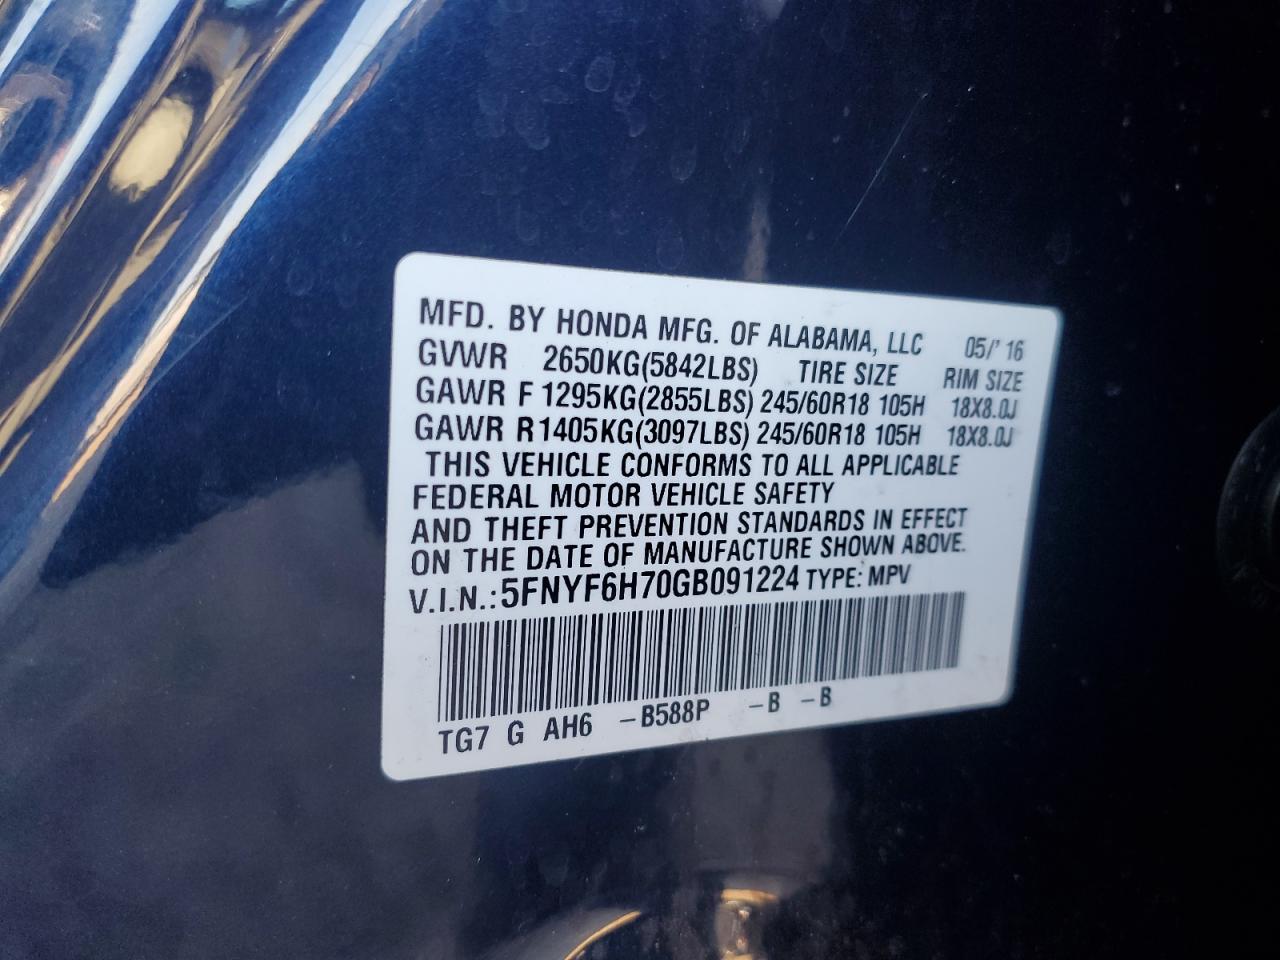 MFD. BY HONDA MFG. OF ALABAMA, LLC 05/'16
GVWR 2650KG(5842LBS) TIRE SIZE RIM SIZE
GAWR F 1295KG(2855LBS) 245/60R18 105H 18X8.0J
GAWR R 1405KG(3097LBS) 245/60R18 105H 18X8.0J
THIS VEHICLE CONFORMS TO ALL APPLICABLE
FEDERAL MOTOR VEHICLE SAFETY
AND THEFT PREVENTION STANDARDS IN EFFECT
ON THE DATE OF MANUFACTURE SHOWN ABOVE.
V.I.N.: 5FNYF6H70GB091224 TYPE: MPV
TG7 G AH6 -B588P -B -B